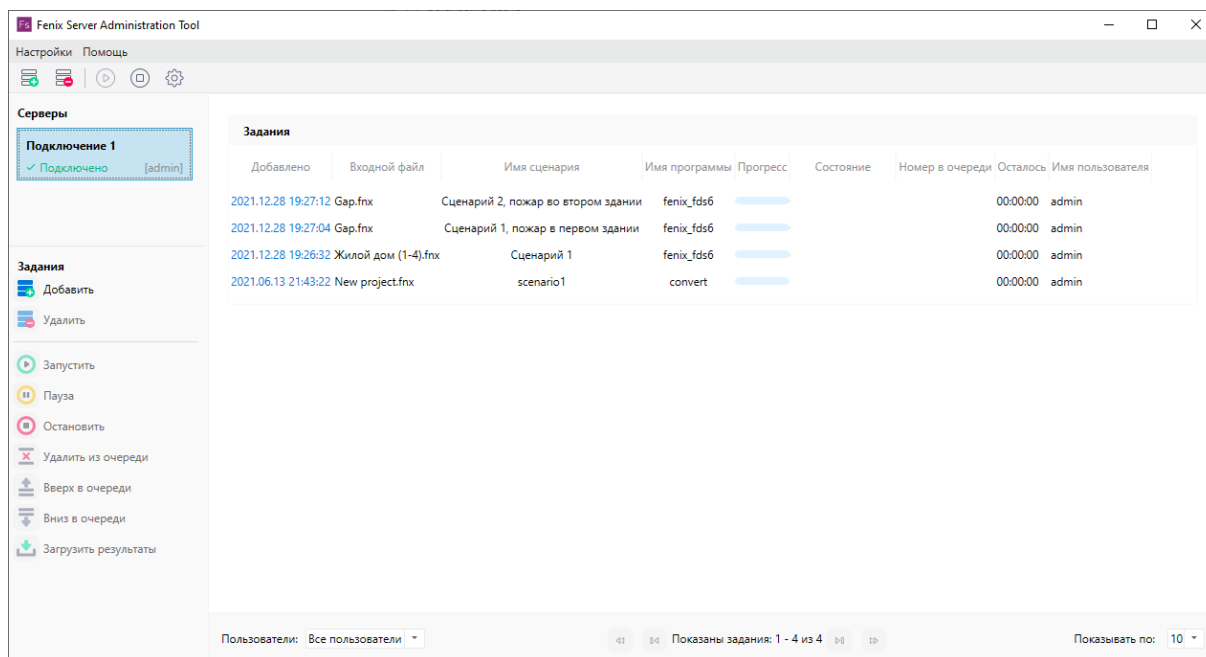 Fs Fenix Server Administration Tool
Настройки Помощь
Серверы
Подключение 1
Подключено [admin]
Задания
Добавить
Удалить
Запустить
Пауза
Остановить
Удалить из очереди
Вверх в очереди
Вниз в очереди
Загрузить результаты
Задания
Добавлено Входной файл Имя сценария Имя программы Прогресс Состояние Номер в очереди Осталось Имя пользователя
2021.12.28 19:27:12 Gap.fnx Сценарий 2, пожар во втором здании fenix_fds6 00:00:00 admin
2021.12.28 19:27:04 Gap.fnx Сценарий 1, пожар в первом здании fenix_fds6 00:00:00 admin
2021.12.28 19:26:32 Жилой дом (1-4).fnx Сценарий 1 fenix_fds6 00:00:00 admin
2021.06.13 21:43:22 New project.fnx scenario1 convert 00:00:00 admin
Пользователи: Все пользователи Показаны задания: 1 - 4 из 4 Показывать по: 10